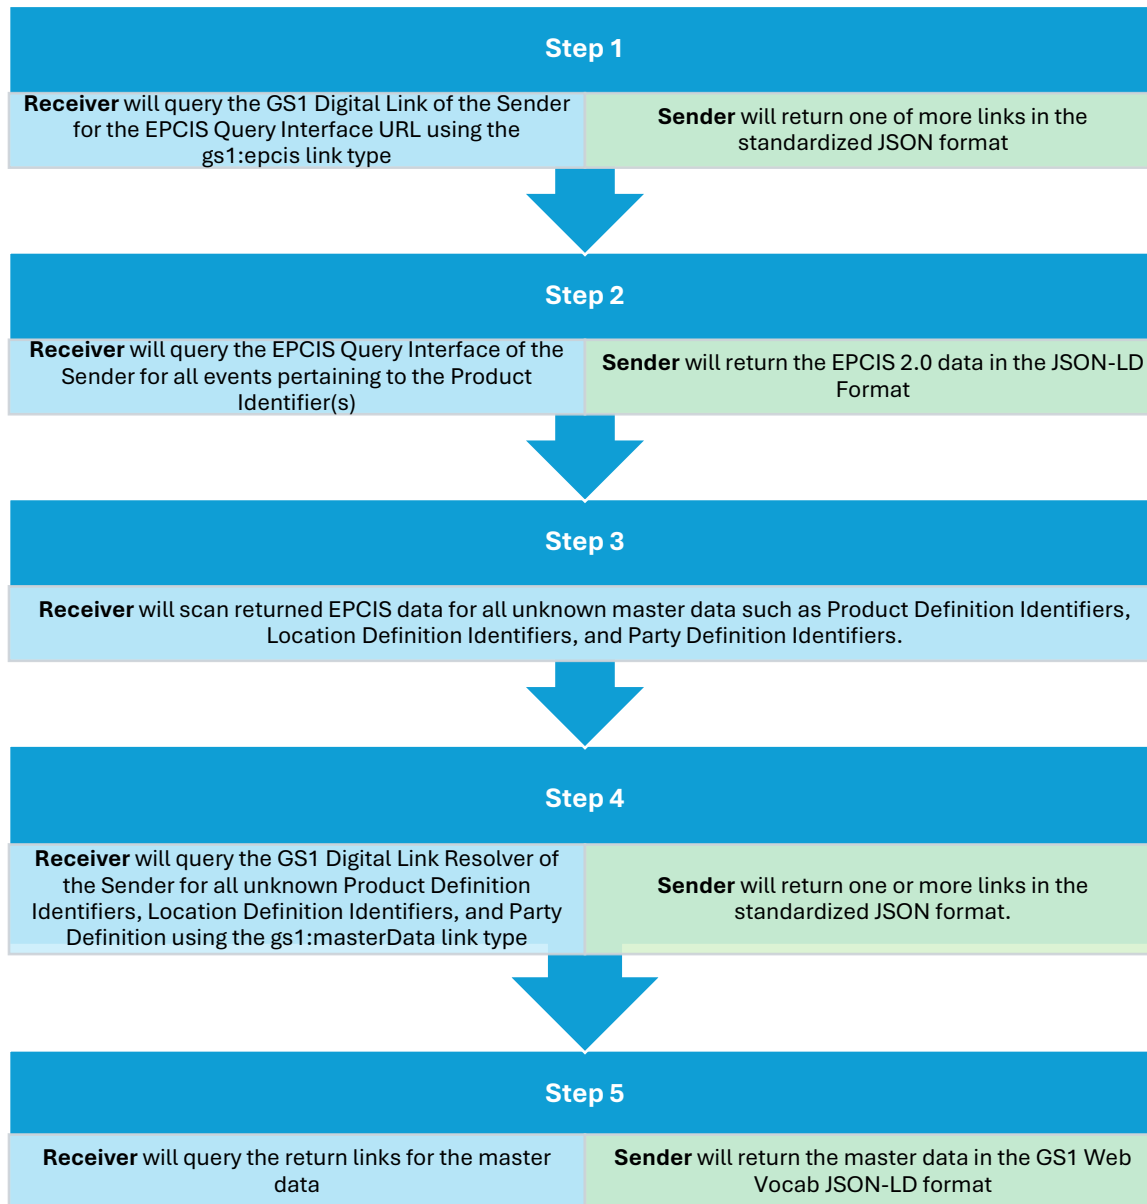 Step 1
Receiver will query the GS1 Digital Link of the Sender
for the EPCIS Query Interface URL using the
gs1:epcis link type
Sender will return one of more links in the
standardized JSON format
Step 2
Receiver will query the EPCIS Query Interface of the
Sender for all events pertaining to the Product
Identifier(s)
Sender will return the EPCIS 2.0 data in the JSON-LD
Format
Step 3
Receiver will scan returned EPCIS data for all unknown master data such as Product Definition Identifiers,
Location Definition Identifiers, and Party Definition Identifiers.
Step 4
Receiver will query the GS1 Digital Link Resolver of
the Sender for all unknown Product Definition
Identifiers, Location Definition Identifiers, and Party
Definition using the gs1:masterData link type
Sender will return one or more links in the
standardized JSON format.
Step 5
Receiver will query the return links for the master
data
Sender will return the master data in the GS1 Web
Vocab JSON-LD format